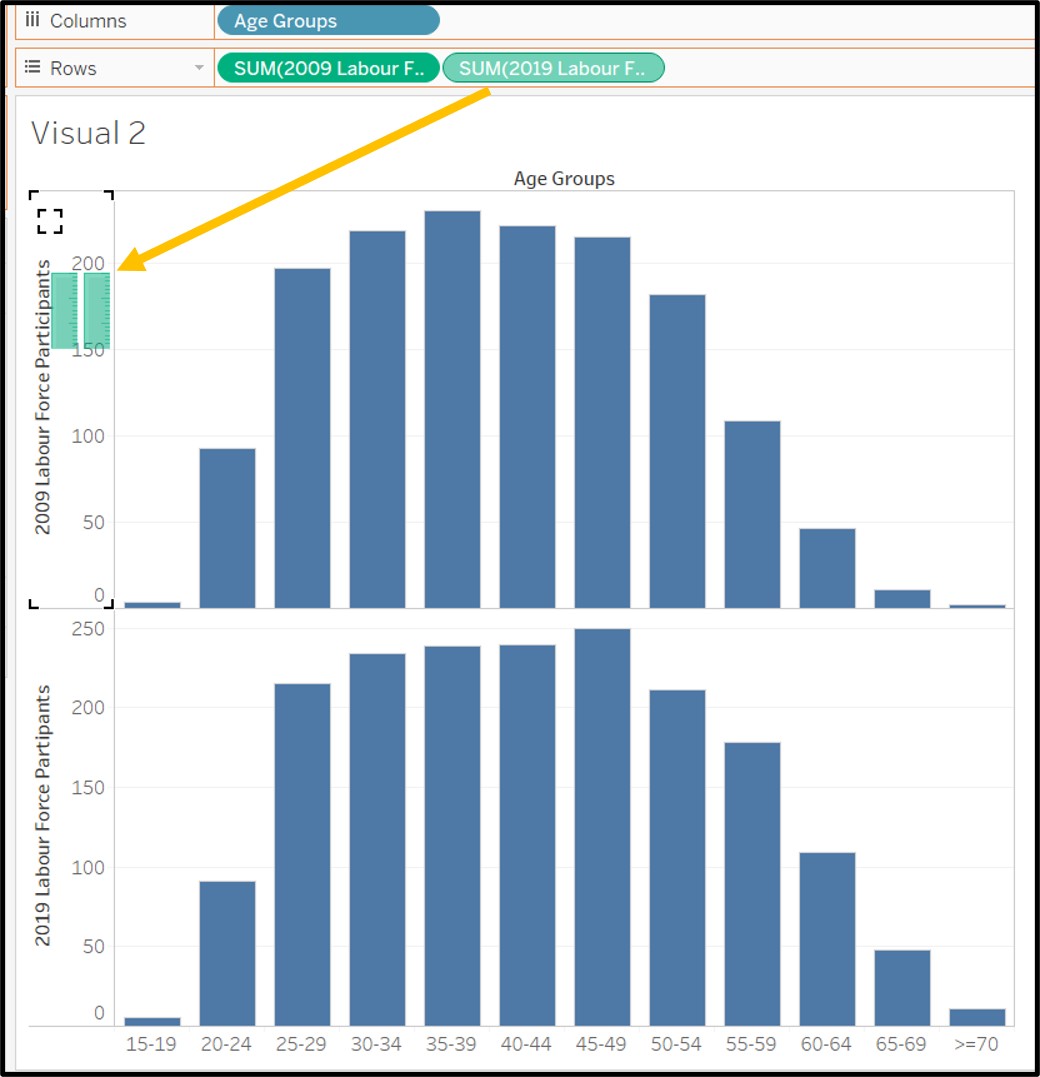 Columns
Age Groups
Rows
SUM(2009 Labour F..
SUM(2019 Labour F..
Visual 2
Age Groups
2009 Labour Force Participants
200
150
100
50
0
2019 Labour Force Partipants
250
200
150
100
50
0
15-19 20-24 25-29 30-34 35-39 40-44 45-49 50-54 55-59 60-64 65-69 >=70